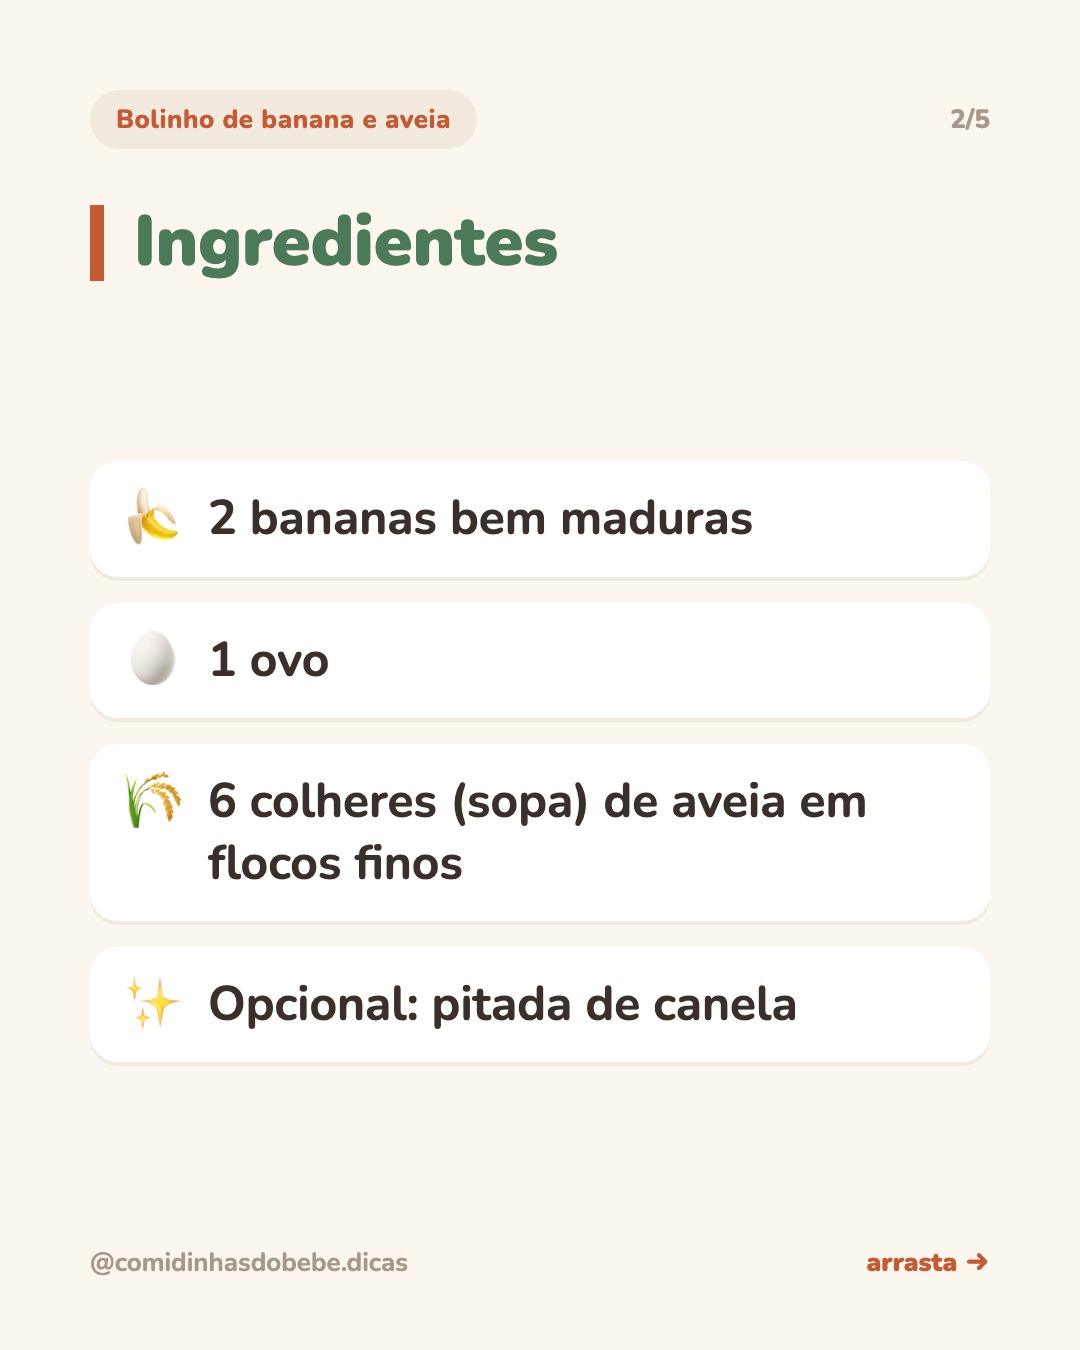 Bolinho de banana e aveia
2/5
Ingredientes
2 bananas bem maduras
1 ovo
6 colheres (sopa) de aveia em
flocos finos
Opcional: pitada de canela
@comidinhasdobebe.dicas
arrasta →